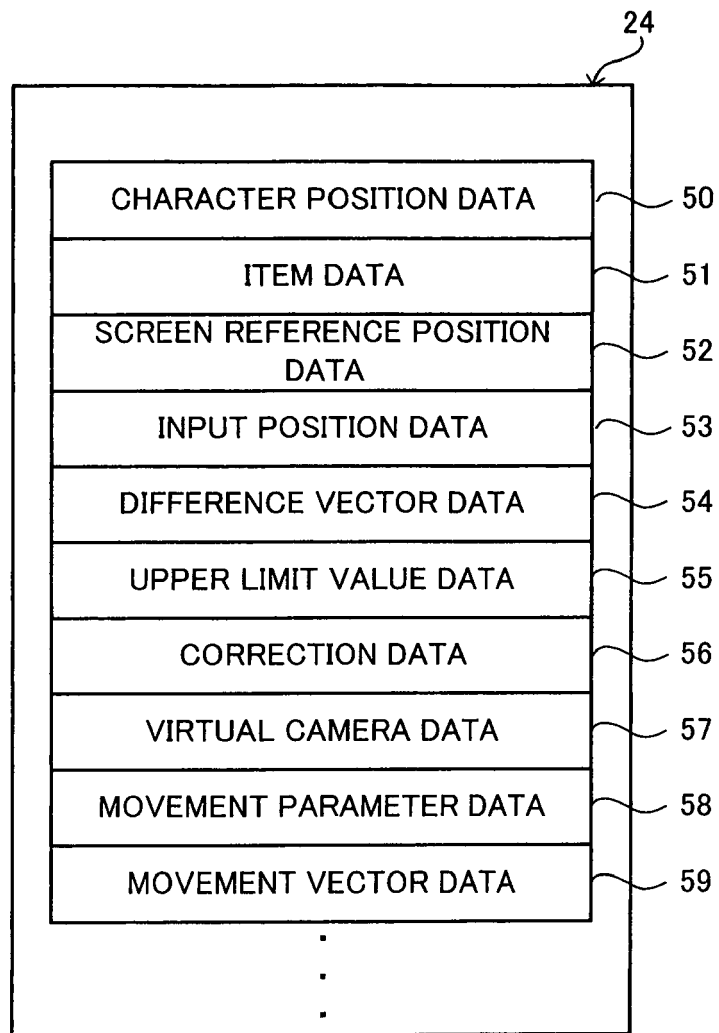 24
CHARACTER POSITION DATA 50
ITEM DATA 51
SCREEN REFERENCE POSITION
DATA 52
INPUT POSITION DATA 53
DIFFERENCE VECTOR DATA 54
UPPER LIMIT VALUE DATA 55
CORRECTION DATA 56
VIRTUAL CAMERA DATA 57
MOVEMENT PARAMETER DATA 58
MOVEMENT VECTOR DATA 59